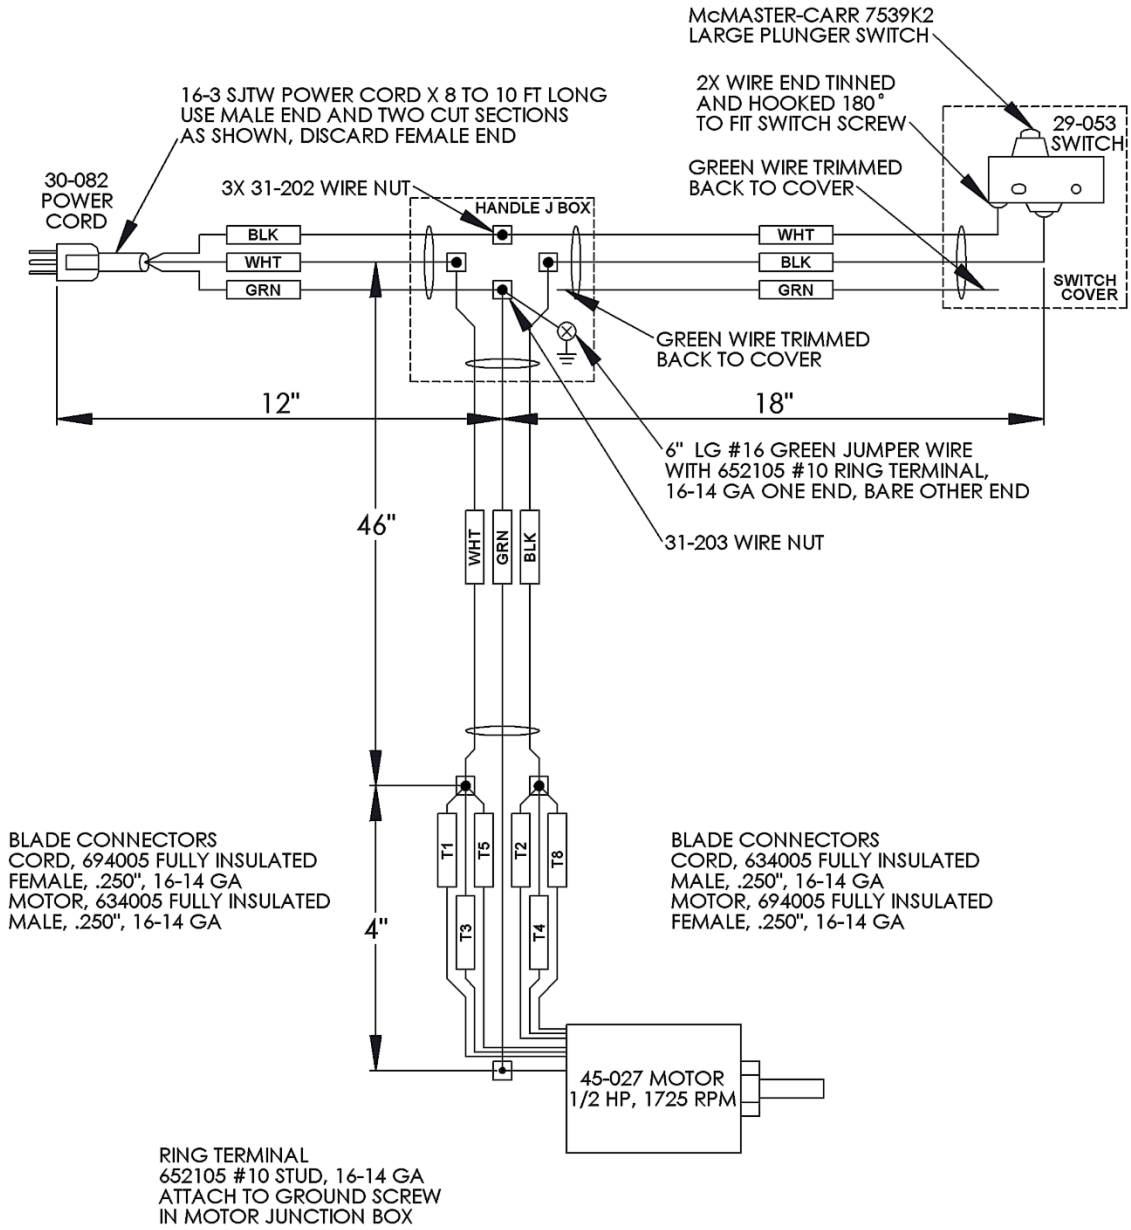 McMASTER-CARR 7539K2
LARGE PLUNGER SWITCH
16-3 SJTW POWER CORD X 8 TO 10 FT LONG
USE MALE END AND TWO CUT SECTIONS
AS SHOWN, DISCARD FEMALE END
2X WIRE END TINNED
AND HOOKED 180°
TO FIT SWITCH SCREW
29-053
SWITCH
GREEN WIRE TRIMMED
BACK TO COVER
30-082
POWER
CORD
3X 31-202 WIRE NUT
HANDLE J BOX
BLK
WHT
WHT
BLK
GRN
GRN
SWITCH
COVER
GREEN WIRE TRIMMED
BACK TO COVER
12"
18"
6" LG #16 GREEN JUMPER WIRE
WITH 652105 #10 RING TERMINAL,
16-14 GA ONE END, BARE OTHER END
46"
WHT
GRN
BLK
31-203 WIRE NUT
BLADE CONNECTORS
CORD, 694005 FULLY INSULATED
FEMALE, .250", 16-14 GA
MOTOR, 634005 FULLY INSULATED
MALE, .250", 16-14 GA
T1
T5
T2
T8
T3
T4
BLADE CONNECTORS
CORD, 634005 FULLY INSULATED
MALE, .250", 16-14 GA
MOTOR, 694005 FULLY INSULATED
FEMALE, .250", 16-14 GA
4"
45-027 MOTOR
1/2 HP, 1725 RPM
RING TERMINAL
652105 #10 STUD, 16-14 GA
ATTACH TO GROUND SCREW
IN MOTOR JUNCTION BOX